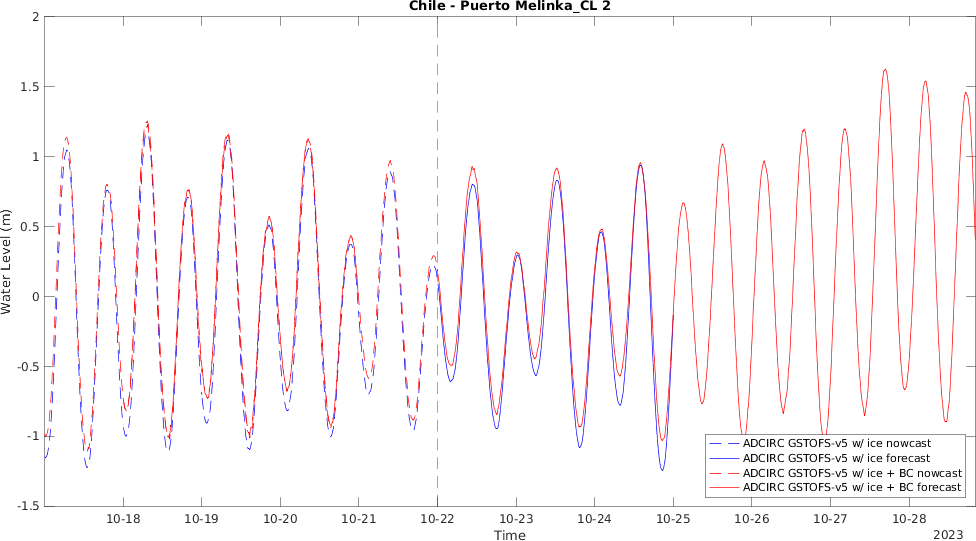 Chile - Puerto Melinka_CL 2
2
1.5
1
0.5
0
-0.5
-1
-1.5
Water Level (m)
ADCIRC GSTOFS-v5 w/ ice nowcast
ADCIRC GSTOFS-v5 w/ ice forecast
ADCIRC GSTOFS-v5 w/ ice + BC nowcast
ADCIRC GSTOFS-v5 w/ ice + BC forecast
10-18 10-19 10-20 10-21 10-22 10-23 10-24 10-25 10-26 10-27 10-28
Time
2023